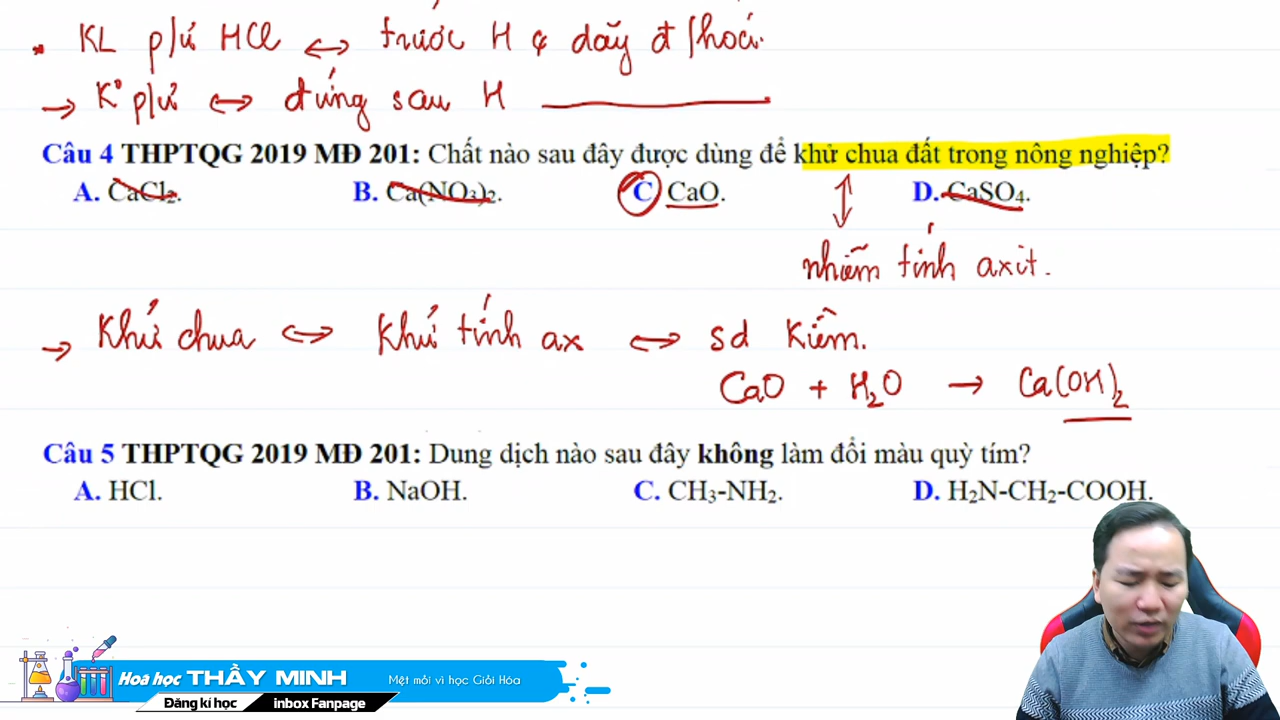 . KL p/ứ HCl ↔ trước H ¢ dãy đ/hoá.
→ K° p/ứ ↔ đứng sau H ______
Câu 4 THPTQG 2019 MĐ 201: Chất nào sau đây được dùng để khử chua đất trong nông nghiệp?
A. CaCl₂. B. Ca(NO₃)₂. C CaO. D. CaSO₄.
↕
nhiễm tính axit.
→ Khử chua ↔ Khử tính ax ↔ sd kiềm.
CaO + H₂O → Ca(OH)₂
Câu 5 THPTQG 2019 MĐ 201: Dung dịch nào sau đây không làm đổi màu quỳ tím?
A. HCl. B. NaOH. C. CH₃-NH₂. D. H₂N-CH₂-COOH.
Hoá học THẦY MINH Mệt mỏi vì học Giỏi Hóa
Đăng kí học inbox Fanpage